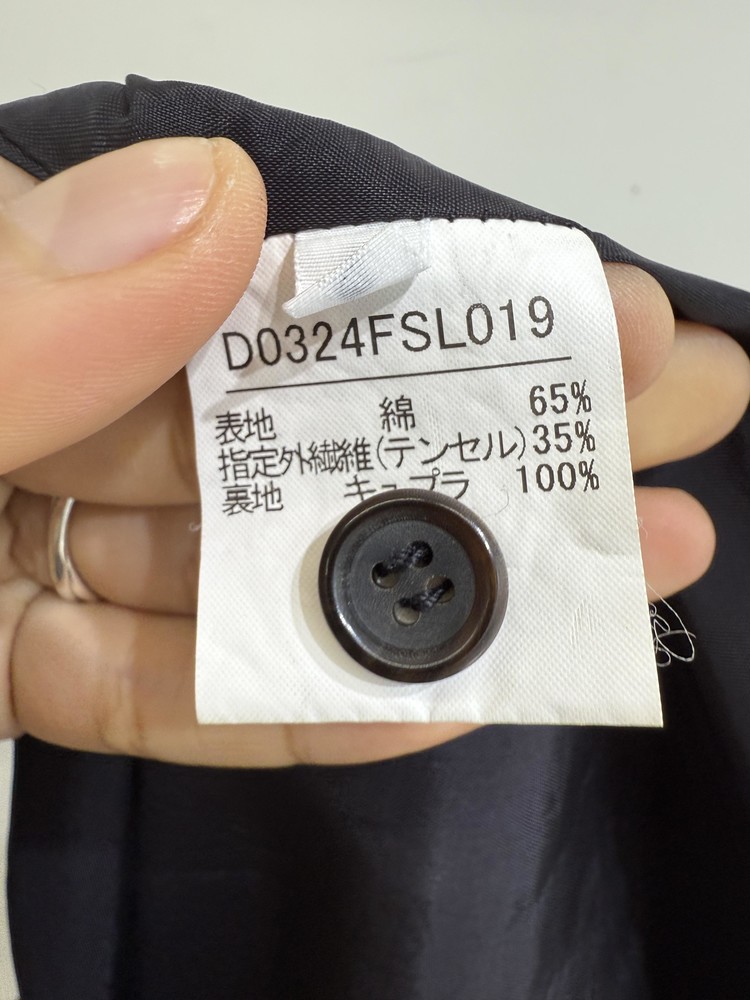 D0324FSL019
表地 綿 65%
指定外繊維(テンセル)35%
裏地 キュプラ 100%